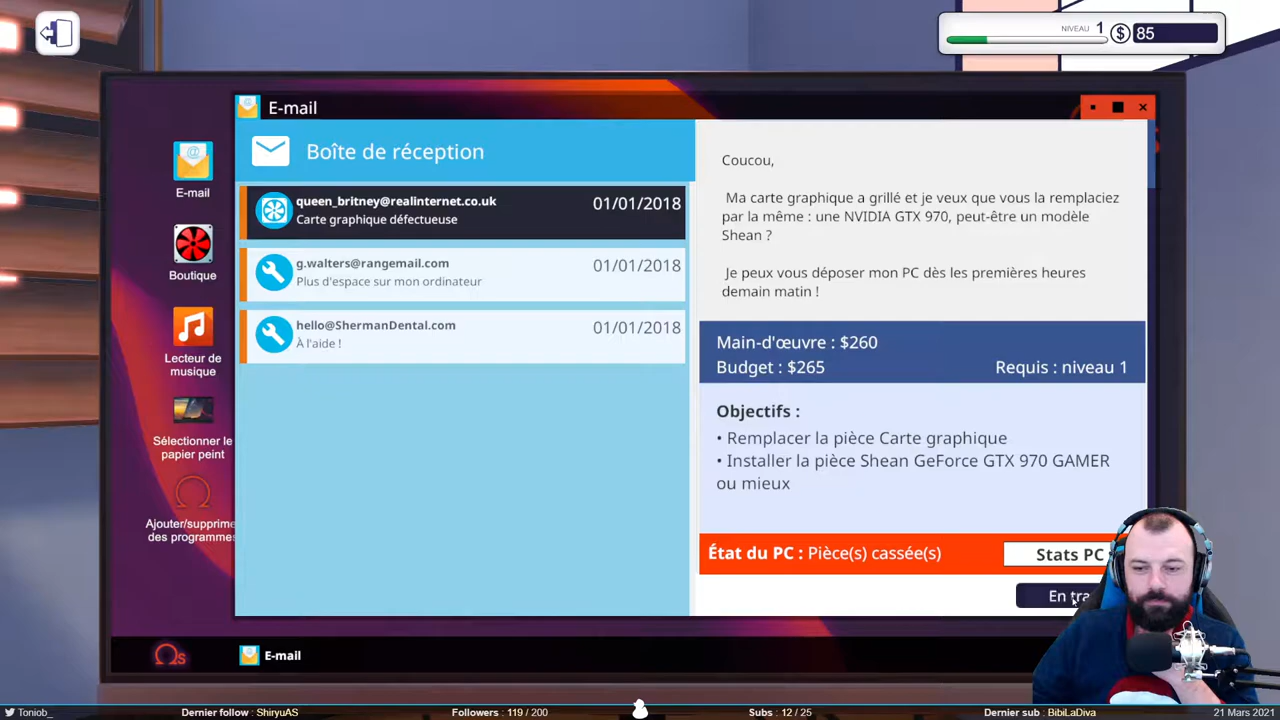 NIVEAU 1 $ 85
E-mail
Boîte de réception
queen_britney@realinternet.co.uk
01/01/2018
Carte graphique défectueuse
g.walters@rangemail.com
01/01/2018
Plus d'espace sur mon ordinateur
hello@ShermanDental.com
01/01/2018
À l'aide !
Coucou,
Ma carte graphique a grillé et je veux que vous la remplaciez
par la même : une NVIDIA GTX 970, peut-être un modèle
Shean ?
Je peux vous déposer mon PC dès les premières heures
demain matin !
Main-d'œuvre : $260
Budget : $265
Requis : niveau 1
Objectifs :
• Remplacer la pièce Carte graphique
• Installer la pièce Shean GeForce GTX 970 GAMER
ou mieux
État du PC : Pièce(s) cassée(s)
Stats PC
En tra
E-mail
Boutique
Lecteur de
musique
Sélectionner le
papier peint
Ajouter/supprime
des programmes
Ωs
E-mail
Toniob_
Dernier follow : ShiryuAS
Followers : 119 / 200
Subs : 12 / 25
Dernier sub : BibiLaDiva
21 Mars 2021